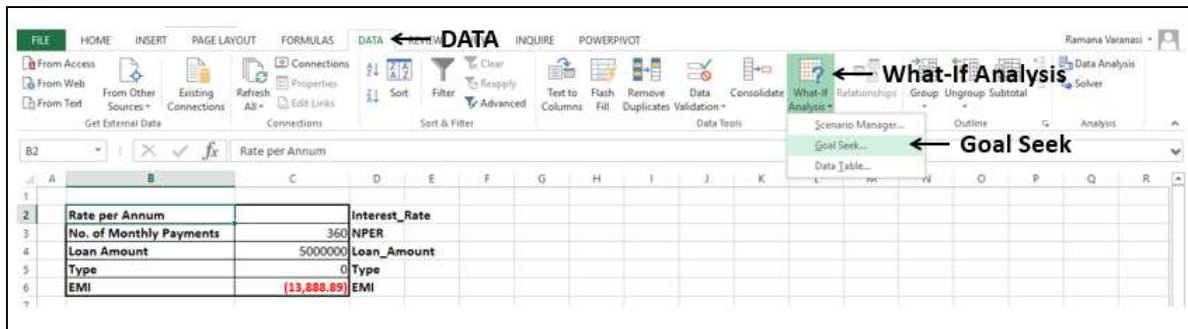 FILE HOME INSERT PAGE LAYOUT FORMULAS DATA DATA INQUIRE POWERPIVOT Ramana Varanasi
From Access From Web From Text From Other Sources Existing Connections Refresh All Connections Properties Edit Links Sort Filter Clear Reapply Advanced Text to Columns Flash Fill Remove Duplicates Data Validation Consolidate What-If Analysis What-If Analysis Relationships Group Ungroup Subtotal Data Analysis Solver
Get External Data Connections Sort & Filter Data Tools Outline Analysis
Scenario Manager...
Goal Seek... Goal Seek
Data Table...
B2 fx Rate per Annum
A B C D E F G H I J K L M N O P Q R
1
2 Rate per Annum Interest_Rate
3 No. of Monthly Payments 360 NPER
4 Loan Amount 5000000 Loan_Amount
5 Type 0 Type
6 EMI (13,888.89) EMI
7